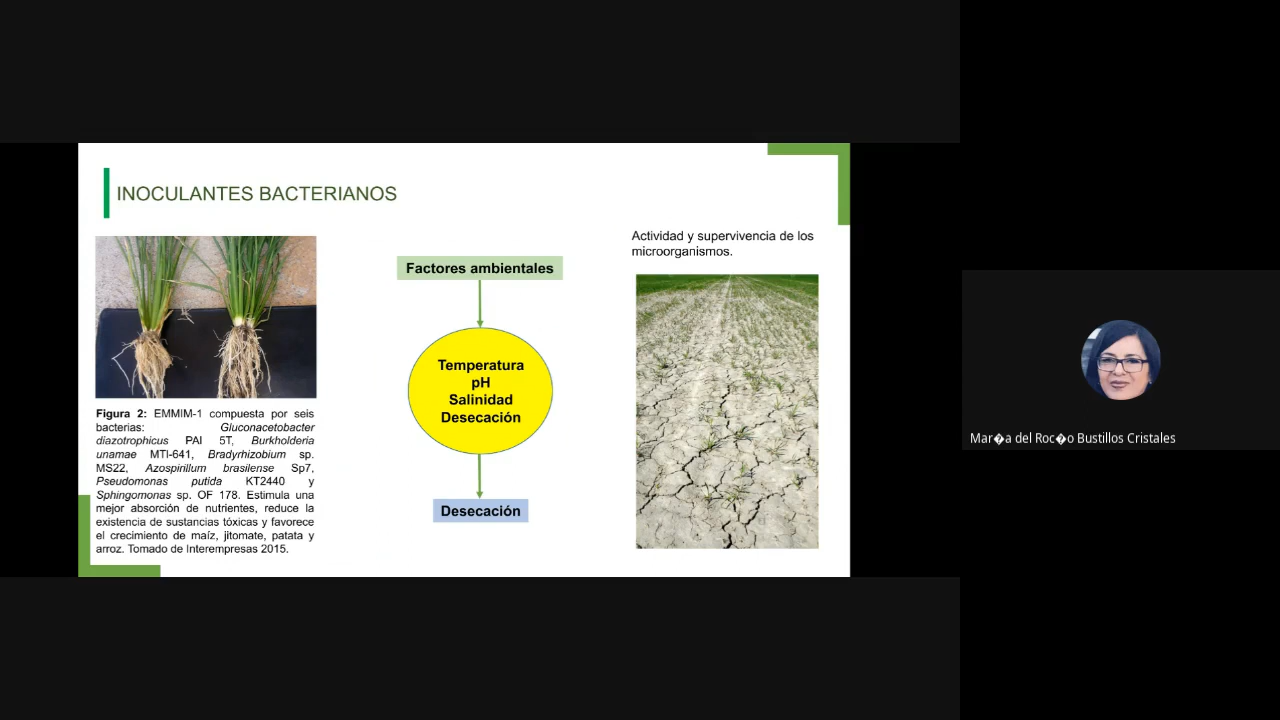 INOCULANTES BACTERIANOS
Figura 2: EMMIM-1 compuesta por seis
bacterias: Gluconacetobacter
diazotrophicus PAI 5T, Burkholderia
unamae MTI-641, Bradyrhizobium sp.
MS22, Azospirillum brasilense Sp7,
Pseudomonas putida KT2440 y
Sphingomonas sp. OF 178. Estimula una
mejor absorción de nutrientes, reduce la
existencia de sustancias tóxicas y favorece
el crecimiento de maíz, jitomate, patata y
arroz. Tomado de Interempresas 2015.
Factores ambientales
Temperatura
pH
Salinidad
Desecación
Desecación
Actividad y supervivencia de los
microorganismos.
Mar�a del Roc�o Bustillos Cristales